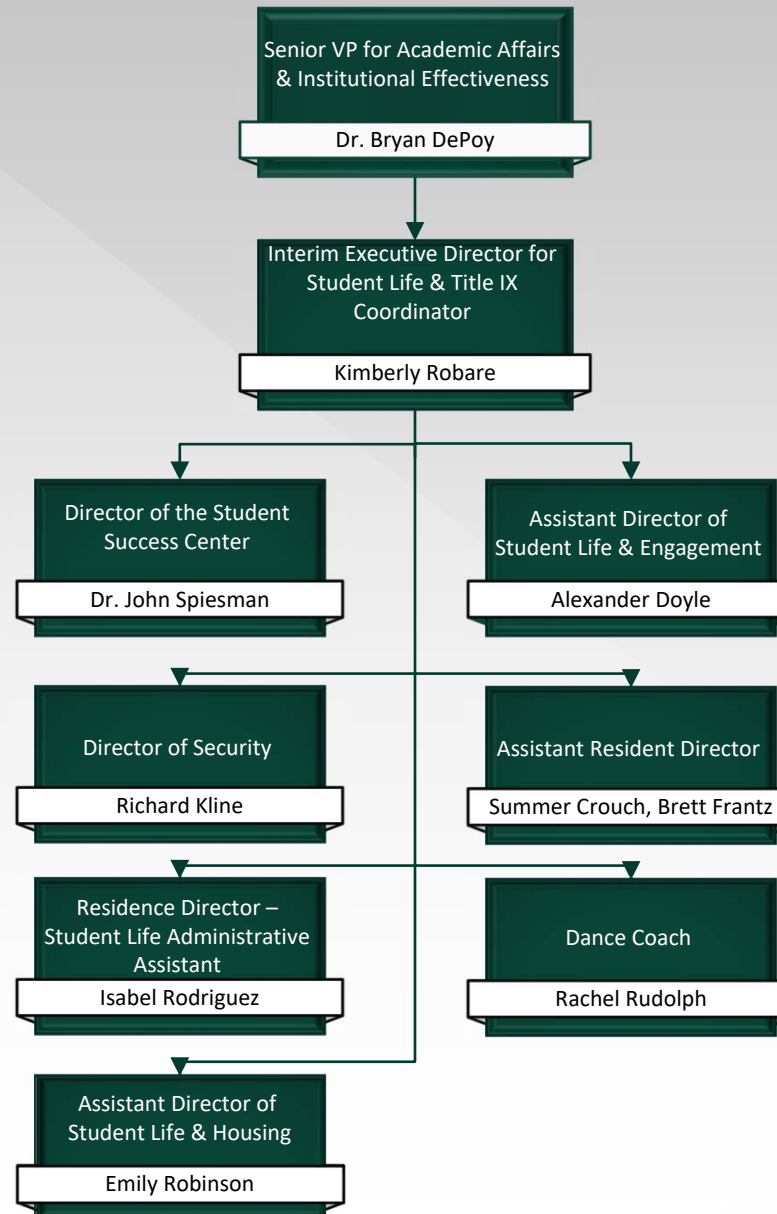 Senior VP for Academic Affairs
& Institutional Effectiveness
Dr. Bryan DePoy
Interim Executive Director for
Student Life & Title IX
Coordinator
Kimberly Robare
Director of the Student
Success Center
Dr. John Spiesman
Assistant Director of
Student Life & Engagement
Alexander Doyle
Director of Security
Richard Kline
Assistant Resident Director
Summer Crouch, Brett Frantz
Residence Director –
Student Life Administrative
Assistant
Isabel Rodriguez
Dance Coach
Rachel Rudolph
Assistant Director of
Student Life & Housing
Emily Robinson